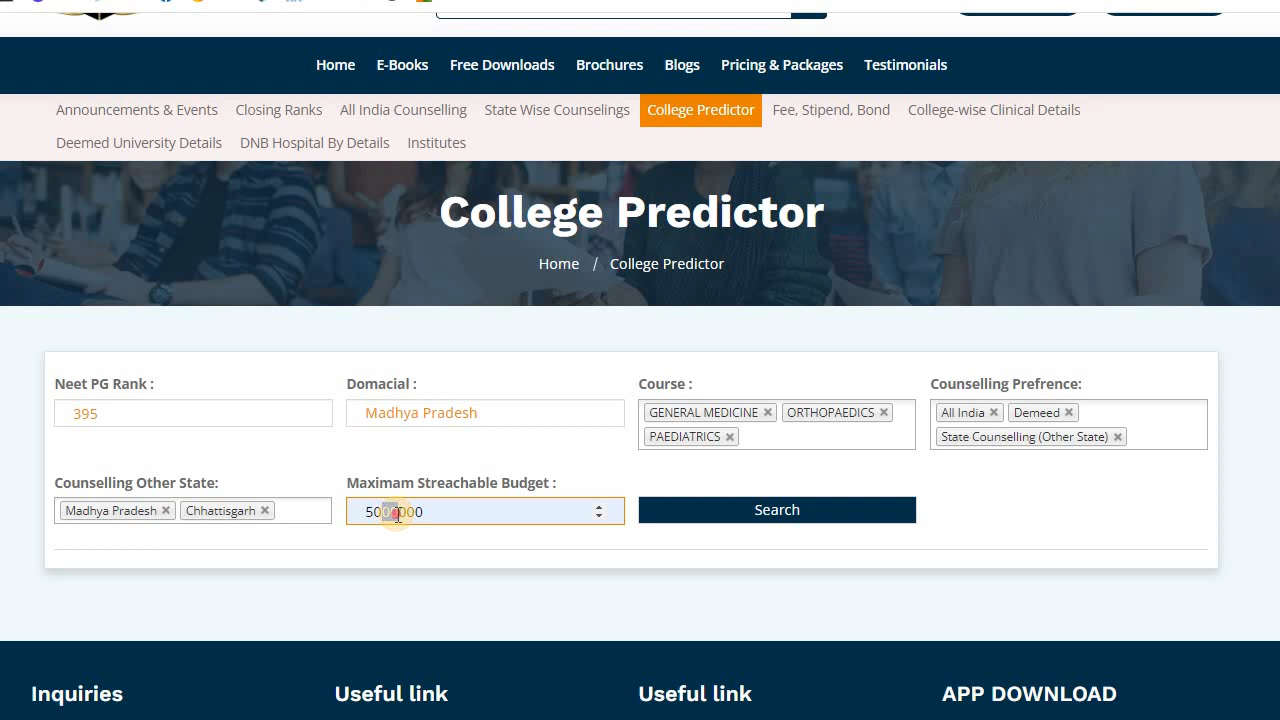 Home E-Books Free Downloads Brochures Blogs Pricing & Packages Testimonials
Announcements & Events Closing Ranks All India Counselling State Wise Counselings College Predictor Fee, Stipend, Bond College-wise Clinical Details
Deemed University Details DNB Hospital By Details Institutes
College Predictor
Home / College Predictor
Neet PG Rank : Domacial : Course : Counselling Prefrence:
395 Madhya Pradesh GENERAL MEDICINE × ORTHOPAEDICS × All India × Demeed ×
PAEDIATRICS × State Counselling (Other State) ×
Counselling Other State: Maximam Streachable Budget :
Madhya Pradesh × Chhattisgarh × Search
Inquiries Useful link Useful link APP DOWNLOAD